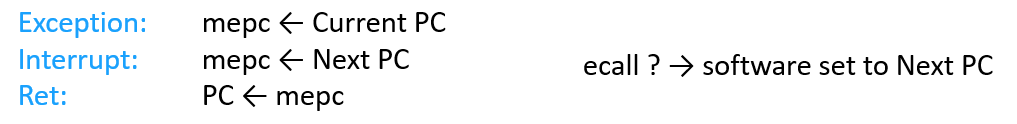 Exception: mepc ← Current PC
Interrupt: mepc ← Next PC
ecall ? → software set to Next PC
Ret: PC ← mepc